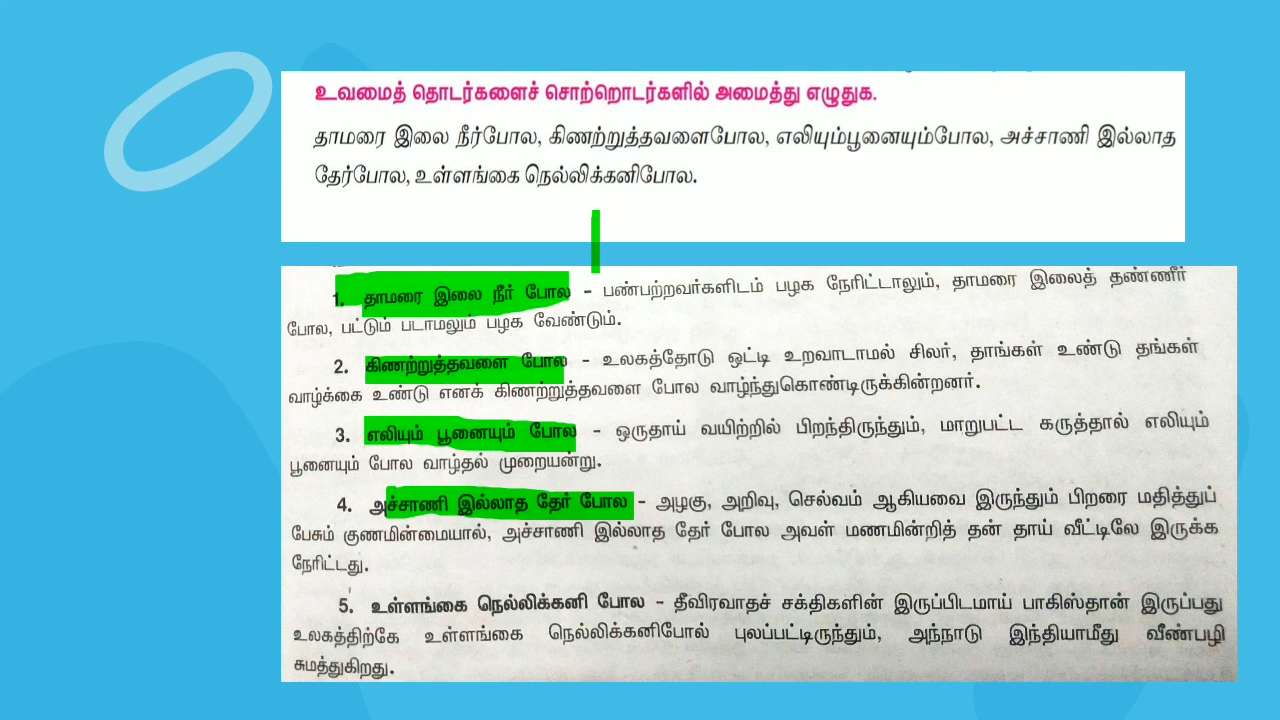 உவமைத் தொடர்களைச் சொற்றொடர்களில் அமைத்து எழுதுக.
தாமரை இலை நீர்போல, கிணற்றுத்தவளைபோல, எலியும்பூனையும்போல, அச்சாணி இல்லாத
தேர்போல, உள்ளங்கை நெல்லிக்கனிபோல.
1. தாமரை இலை நீர் போல – பண்பற்றவர்களிடம் பழக நேரிட்டாலும், தாமரை இலைத் தண்ணீர்
போல, பட்டும் படாமலும் பழக வேண்டும்.
2. கிணற்றுத்தவளை போல – உலகத்தோடு ஒட்டி உறவாடாமல் சிலர், தாங்கள் உண்டு தங்கள்
வாழ்க்கை உண்டு எனக் கிணற்றுத்தவளை போல வாழ்ந்துகொண்டிருக்கின்றனர்.
3. எலியும் பூனையும் போல – ஒருதாய் வயிற்றில் பிறந்திருந்தும், மாறுபட்ட கருத்தால் எலியும்
பூனையும் போல வாழ்தல் முறையன்று.
4. அச்சாணி இல்லாத தேர் போல – அழகு, அறிவு, செல்வம் ஆகியவை இருந்தும் பிறரை மதித்துப்
பேசும் குணமின்மையால், அச்சாணி இல்லாத தேர் போல அவள் மணமின்றித் தன் தாய் வீட்டிலே இருக்க
நேரிட்டது.
5. உள்ளங்கை நெல்லிக்கனி போல – தீவிரவாதச் சக்திகளின் இருப்பிடமாய் பாகிஸ்தான் இருப்பது
உலகத்திற்கே உள்ளங்கை நெல்லிக்கனிபோல் புலப்பட்டிருந்தும், அந்நாடு இந்தியாமீது வீண்பழி
சுமத்துகிறது.